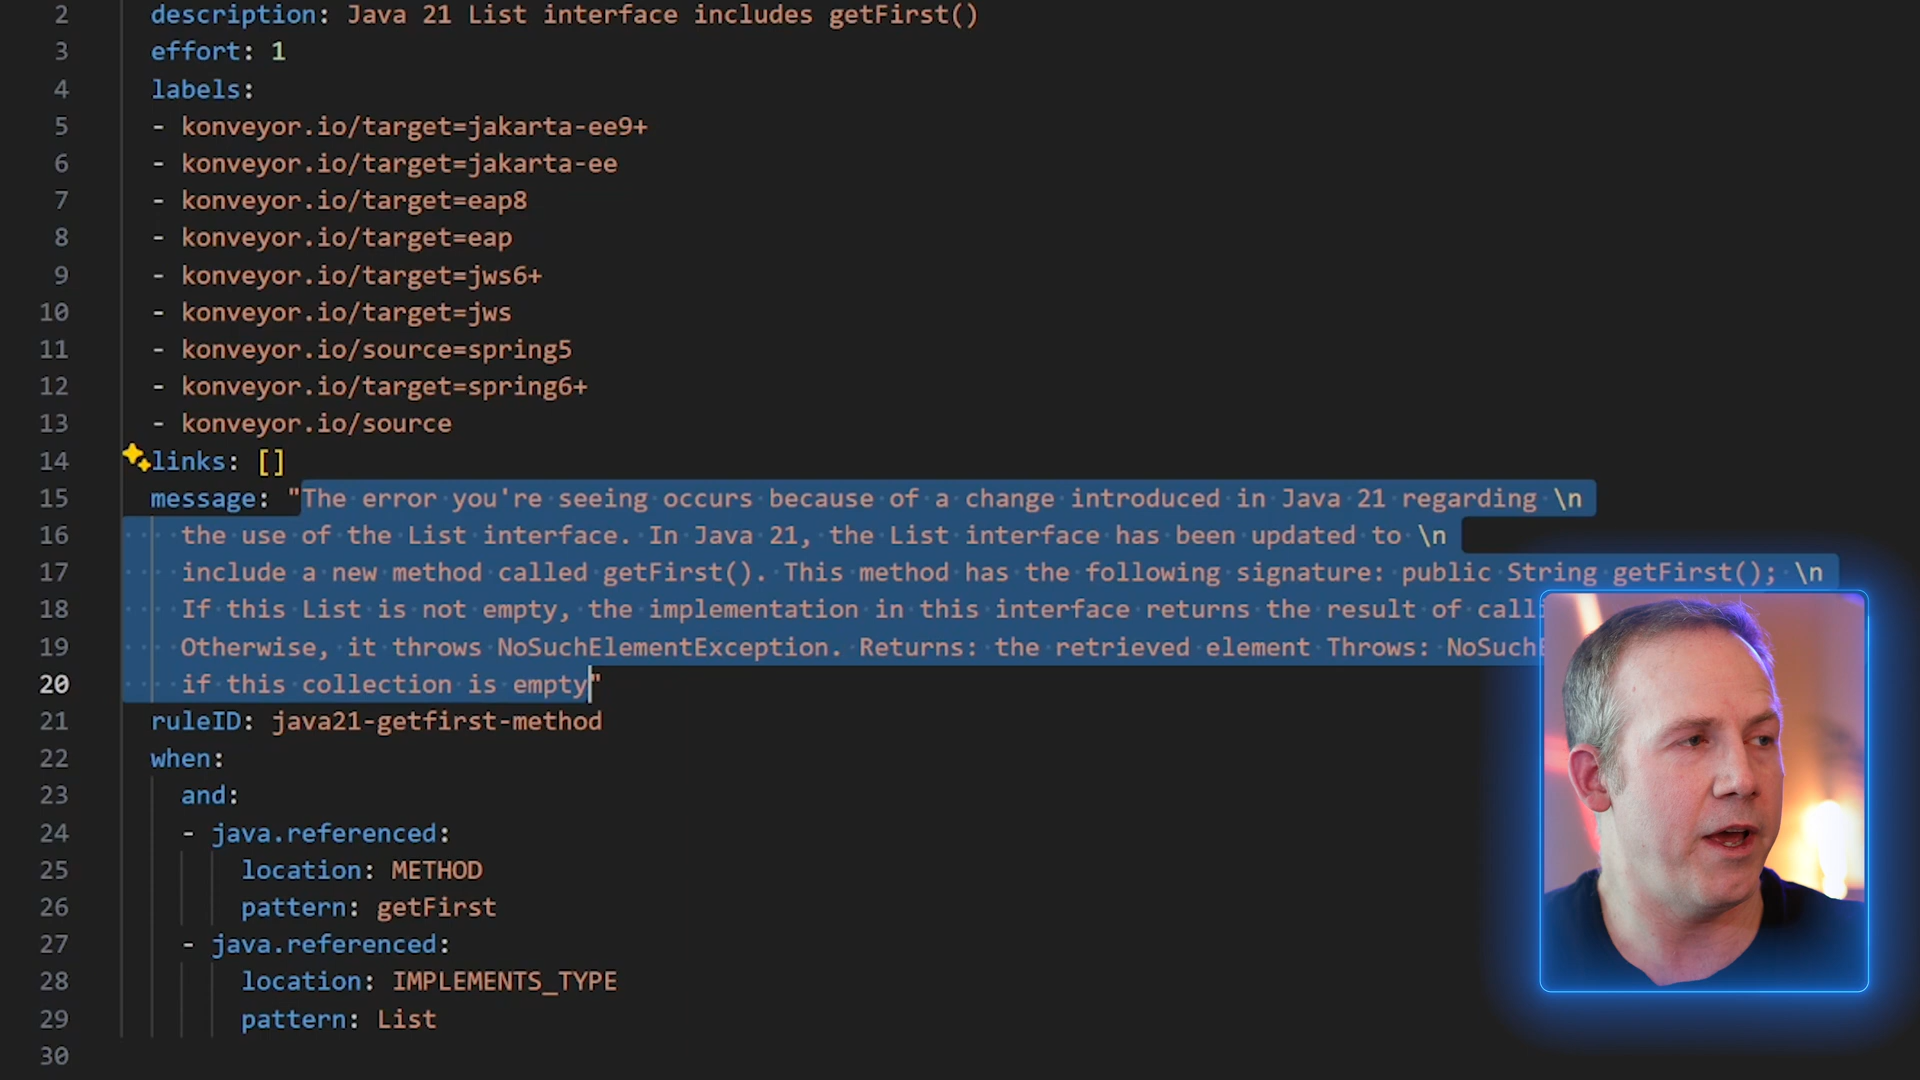 2 description: Java 21 List interface includes getFirst()
3 effort: 1
4 labels:
5 - konveyor.io/target=jakarta-ee9+
6 - konveyor.io/target=jakarta-ee
7 - konveyor.io/target=eap8
8 - konveyor.io/target=eap
9 - konveyor.io/target=jws6+
10 - konveyor.io/target=jws
11 - konveyor.io/source=spring5
12 - konveyor.io/target=spring6+
13 - konveyor.io/source
14 links: []
15 message: "The error you're seeing occurs because of a change introduced in Java 21 regarding \n
16 the use of the List interface. In Java 21, the List interface has been updated to \n
17 include a new method called getFirst(). This method has the following signature: public String getFirst(); \n
18 If this List is not empty, the implementation in this interface returns the result of
19 Otherwise, it throws NoSuchElementException. Returns: the retrieved element Throws:
20 if this collection is empty"
21 ruleID: java21-getfirst-method
22 when:
23 and:
24 - java.referenced:
25 location: METHOD
26 pattern: getFirst
27 - java.referenced:
28 location: IMPLEMENTS_TYPE
29 pattern: List
30